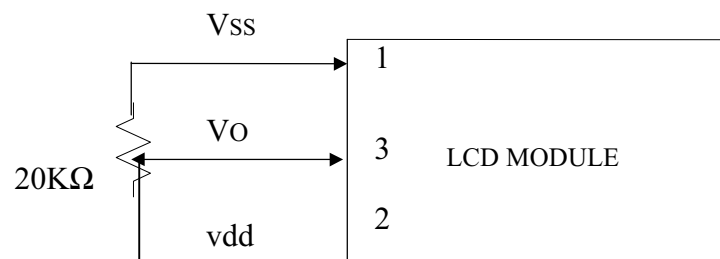 Vss
1
Vo
3
LCD MODULE
20KΩ
2
vdd